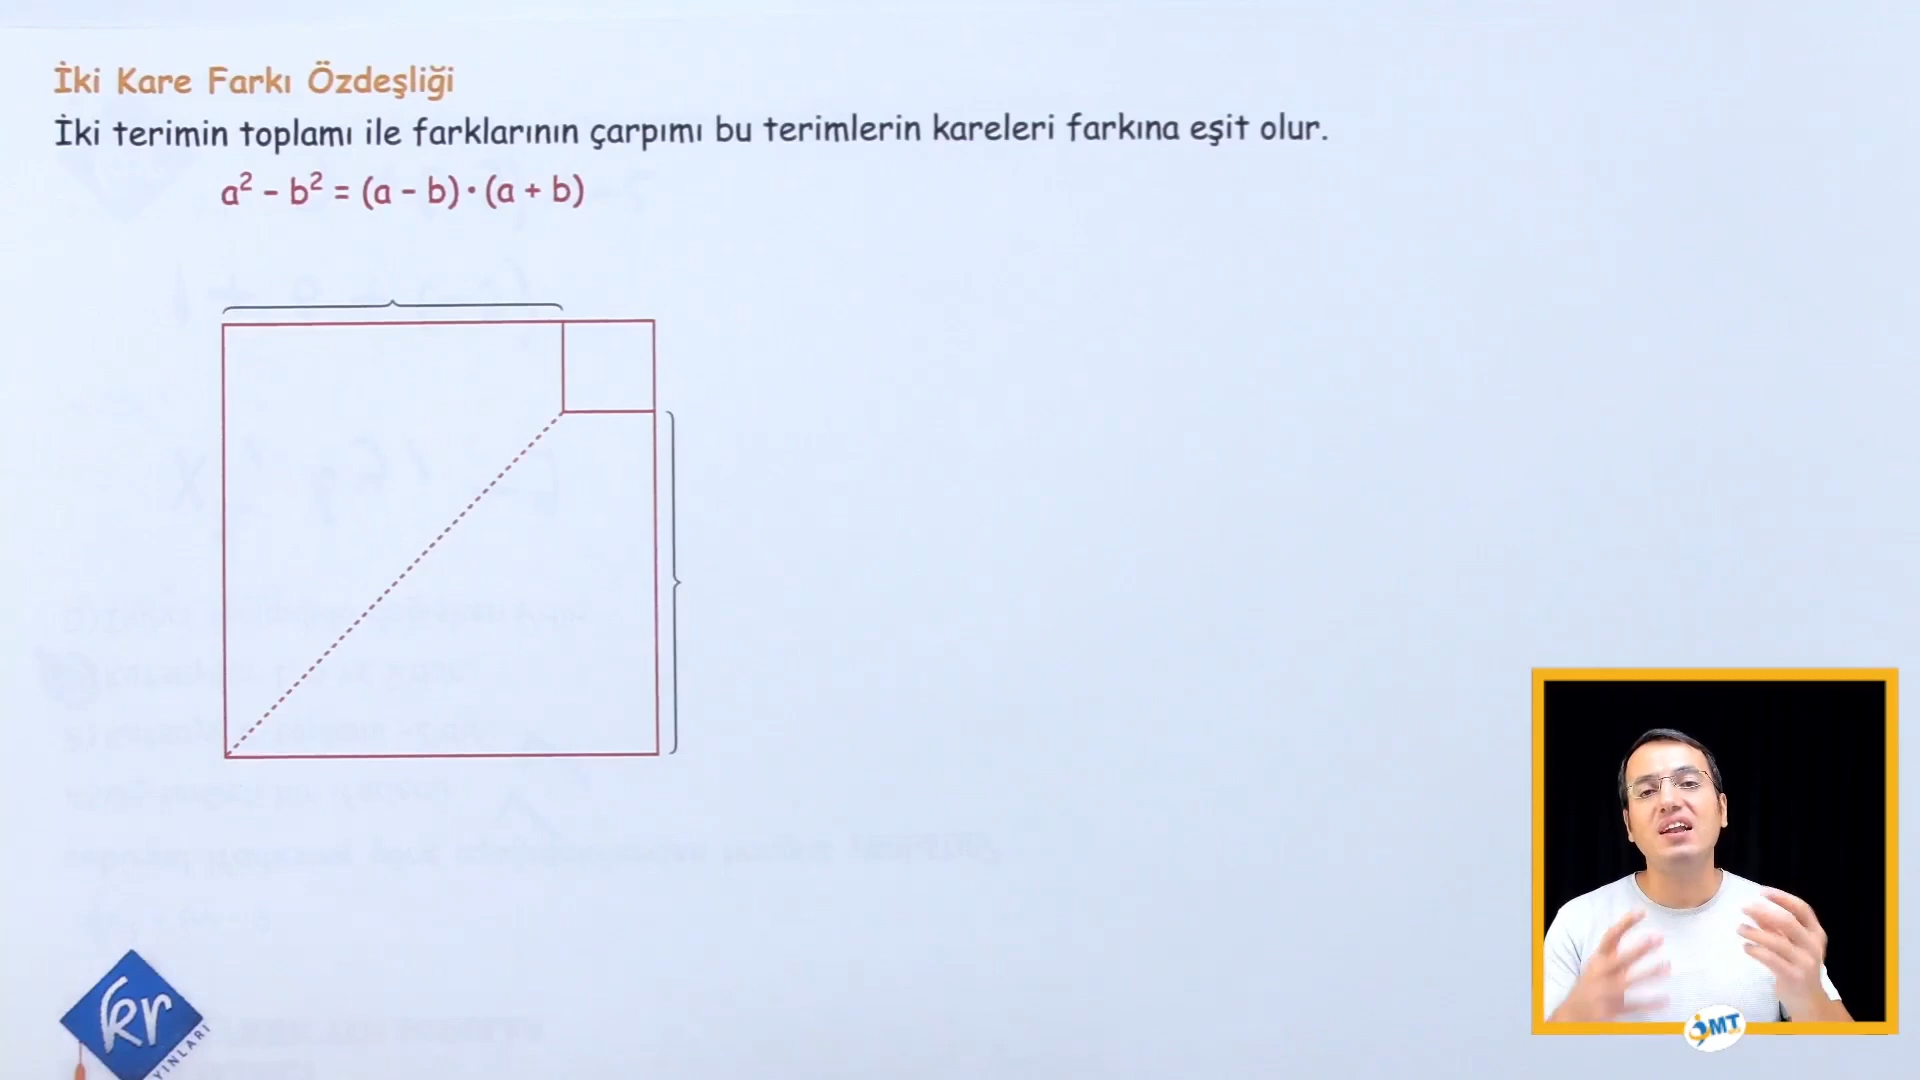 İki Kare Farkı Özdeşliği
İki terimin toplamı ile farklarının çarpımı bu terimlerin kareleri farkına eşit olur.
a² - b² = (a - b) · (a + b)
kr
YINLARI
MT